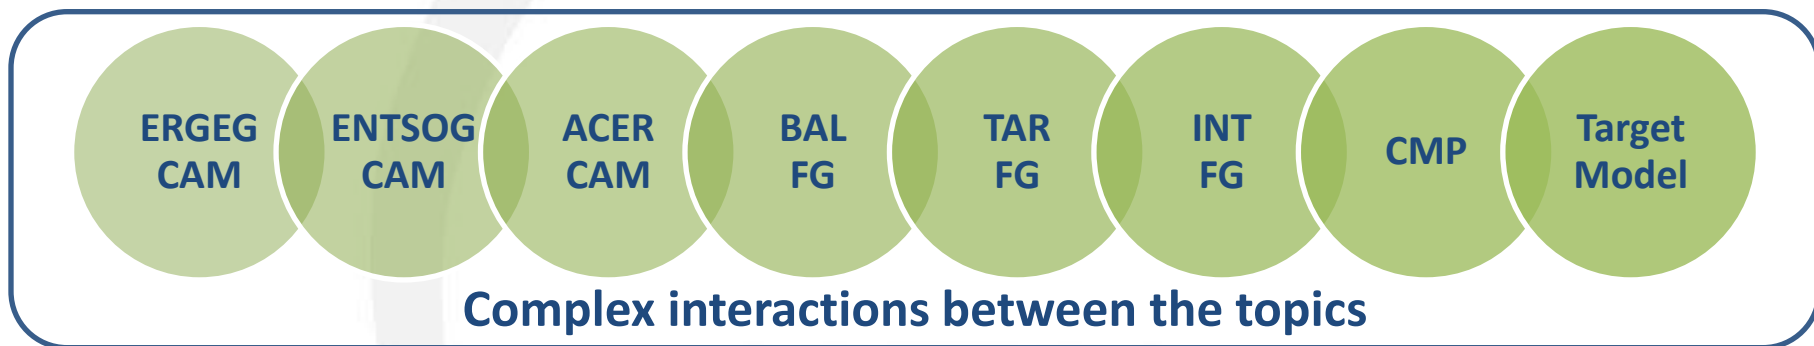 ERGEG
CAM
ENTSOG
CAM
ACER
CAM
BAL
FG
TAR
FG
INT
FG
CMP
Target
Model
Complex interactions between the topics